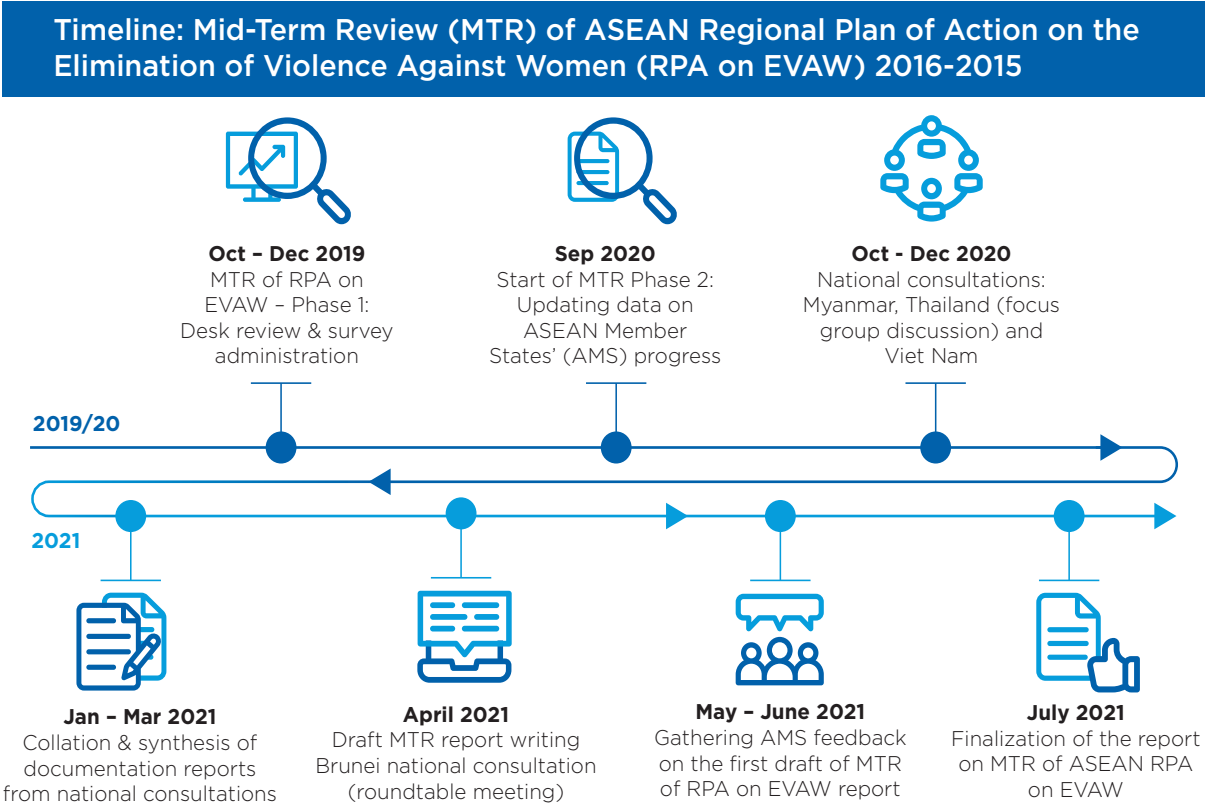 Timeline: Mid-Term Review (MTR) of ASEAN Regional Plan of Action on the
Elimination of Violence Against Women (RPA on EVAW) 2016-2015
Oct – Dec 2019
MTR of RPA on
EVAW – Phase 1:
Desk review & survey
administration
Sep 2020
Start of MTR Phase 2:
Updating data on
ASEAN Member
States’ (AMS) progress
Oct - Dec 2020
National consultations:
Myanmar, Thailand (focus
group discussion) and
Viet Nam
2019/20
2021
Jan – Mar 2021
Collation & synthesis of
documentation reports
from national consultations
April 2021
Draft MTR report writing
Brunei national consultation
(roundtable meeting)
May – June 2021
Gathering AMS feedback
on the first draft of MTR
of RPA on EVAW report
July 2021
Finalization of the report
on MTR of ASEAN RPA
on EVAW